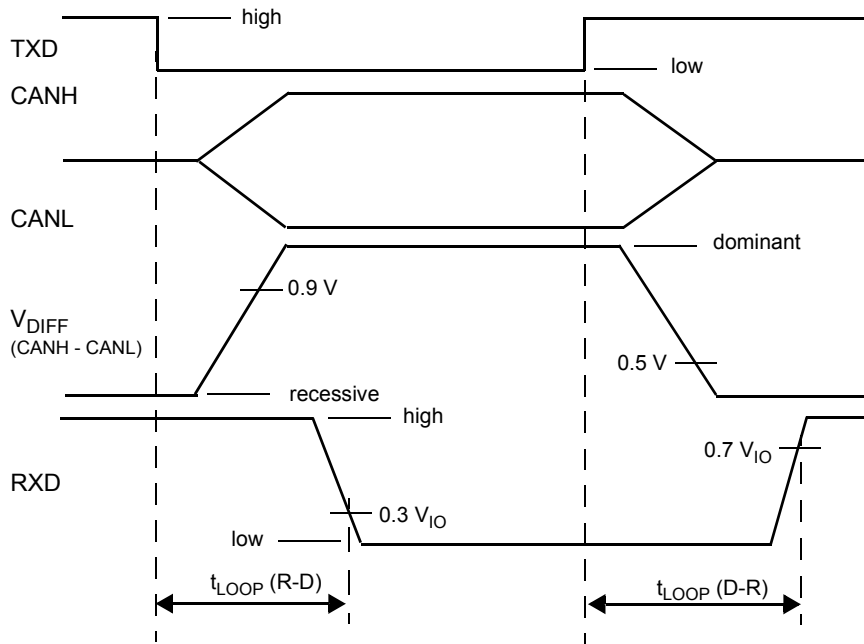 high
TXD
low
CANH
CANL
dominant
0.9 V
V_DIFF
(CANH - CANL)
0.5 V
recessive
high
0.7 V_IO
RXD
0.3 V_IO
low
t_LOOP (R-D)
t_LOOP (D-R)